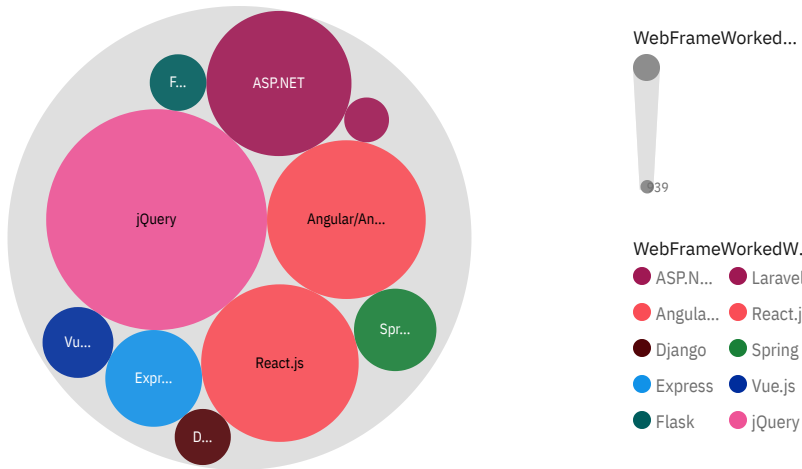 F...
ASP.NET
jQuery
Angular/An...
Vu...
Spr...
Expr...
React.js
D...
WebFrameWorked...
939
WebFrameWorkedW.
ASP.N... Laravel
Angula... React.j
Django Spring
Express Vue.js
Flask jQuery